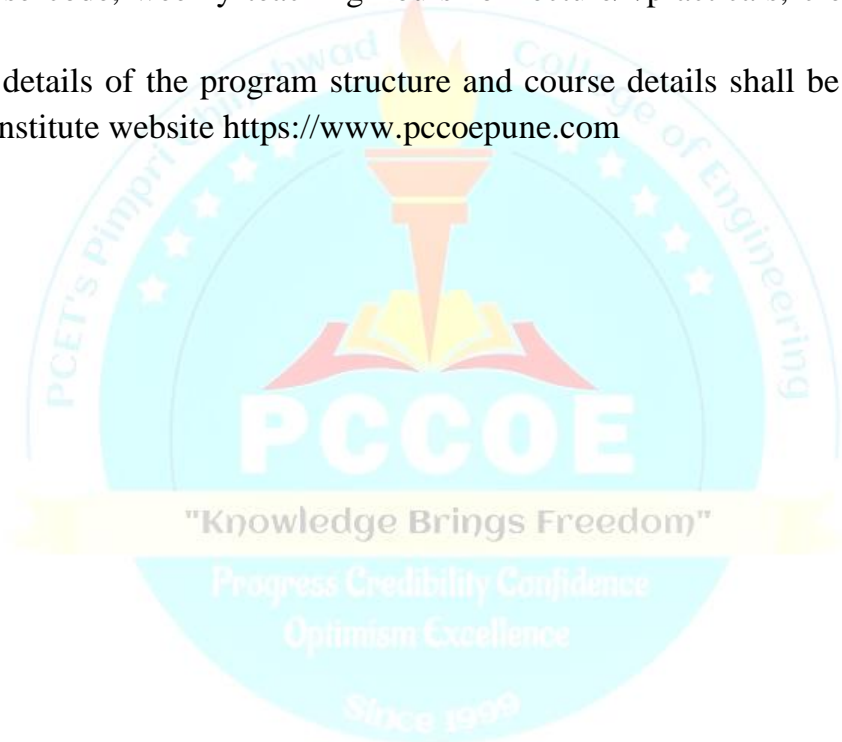 details of the program structure and course details shall be
nstitute website https://www.pccoepune.com
PCET's Pimpri Chinchwad College of Engineering
PCCOE
"Knowledge Brings Freedom"
Progress Credibility Confidence
Optimism Excellence
Since 1999